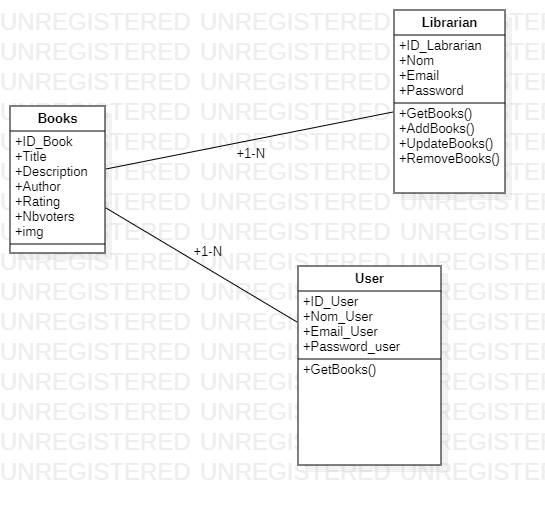 Librarian
+ID_Labrarian
+Nom
+Email
+Password
+GetBooks()
+AddBooks()
+UpdateBooks()
+RemoveBooks()
Books
+ID_Book
+Title
+Description
+Author
+Rating
+Nbvoters
+img
+1-N
+1-N
User
+ID_User
+Nom_User
+Email_User
+Password_user
+GetBooks()
UNREGISTERED UNREGISTERED